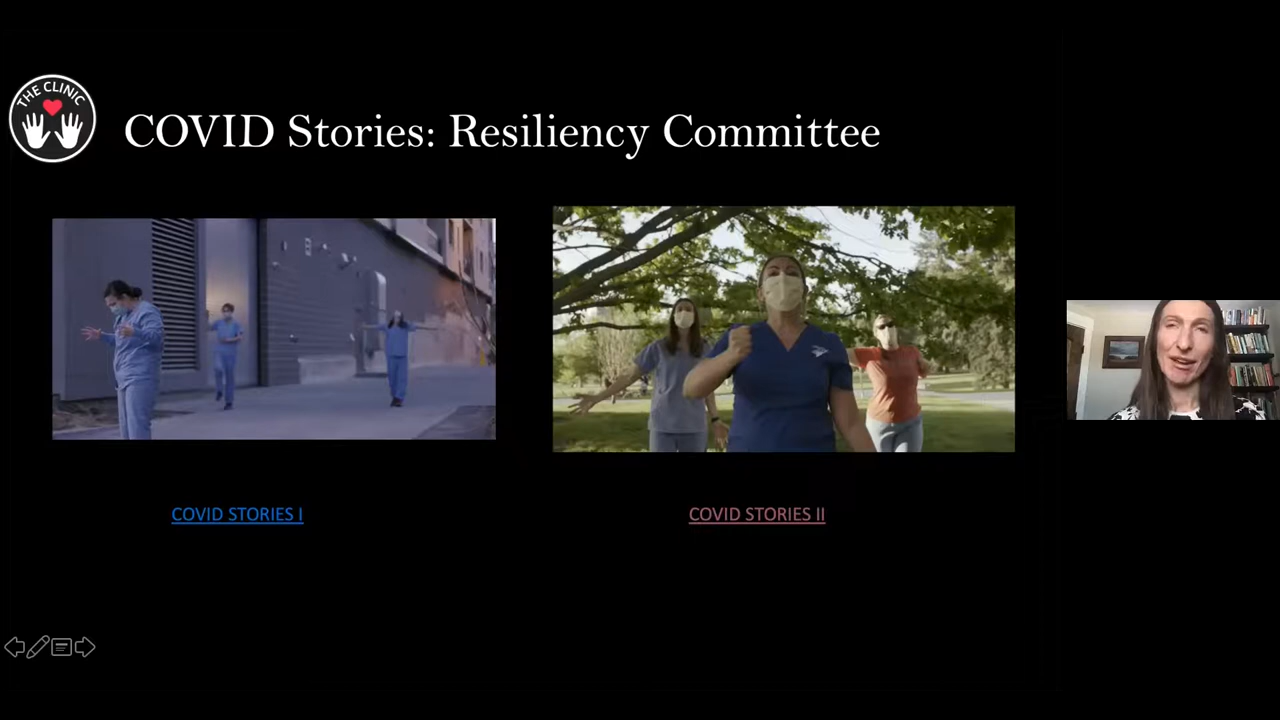 THE CLINIC
COVID Stories: Resiliency Committee
COVID STORIES I
COVID STORIES II